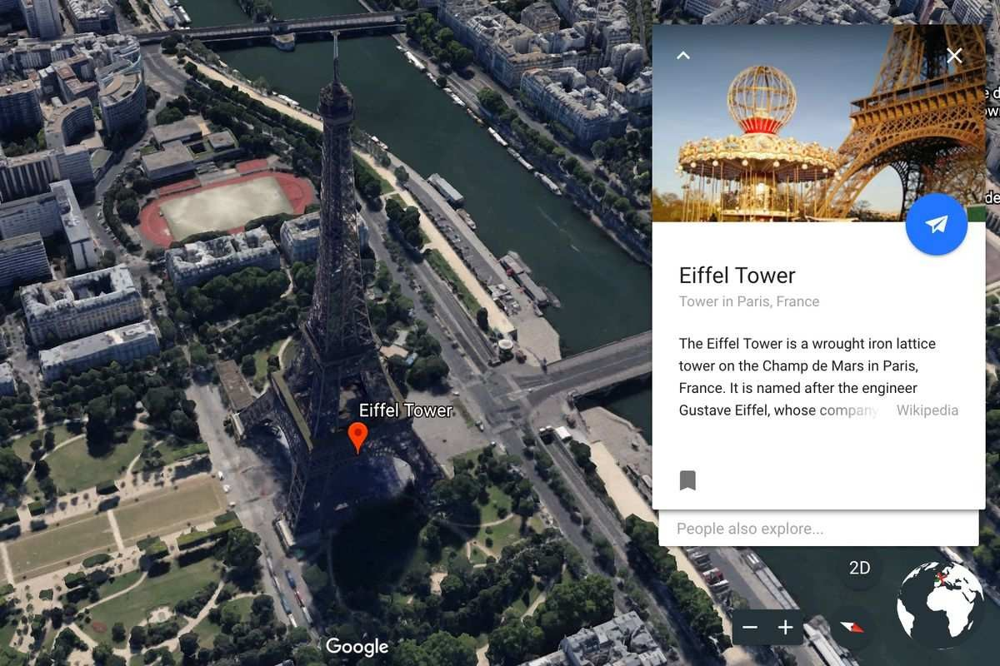 Eiffel Tower
Google
Eiffel Tower
Tower in Paris, France
The Eiffel Tower is a wrought iron lattice
tower on the Champ de Mars in Paris,
France. It is named after the engineer
Gustave Eiffel, whose company Wikipedia
People also explore...
2D